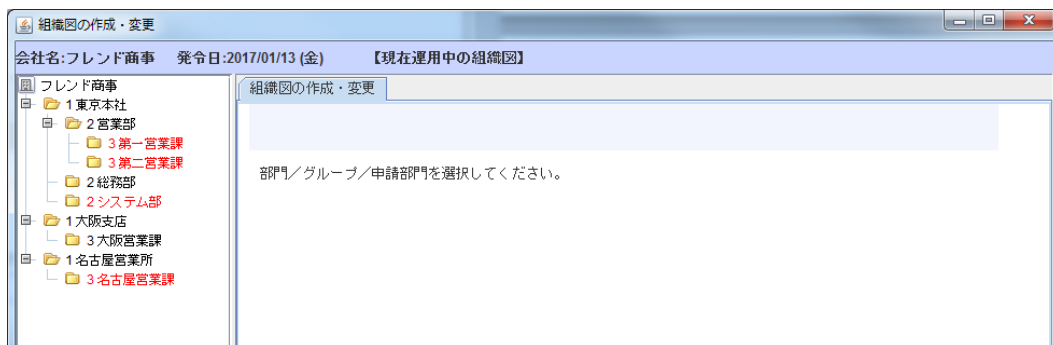 組織図の作成・変更
会社名:フレンド商事 発令日:2017/01/13 (金) 【現在運用中の組織図】
フレンド商事
1東京本社
2営業部
3第一営業課
3第二営業課
2総務部
2システム部
1大阪支店
3大阪営業課
1名古屋営業所
3名古屋営業課
組織図の作成・変更
部門／グループ／申請部門を選択してください。